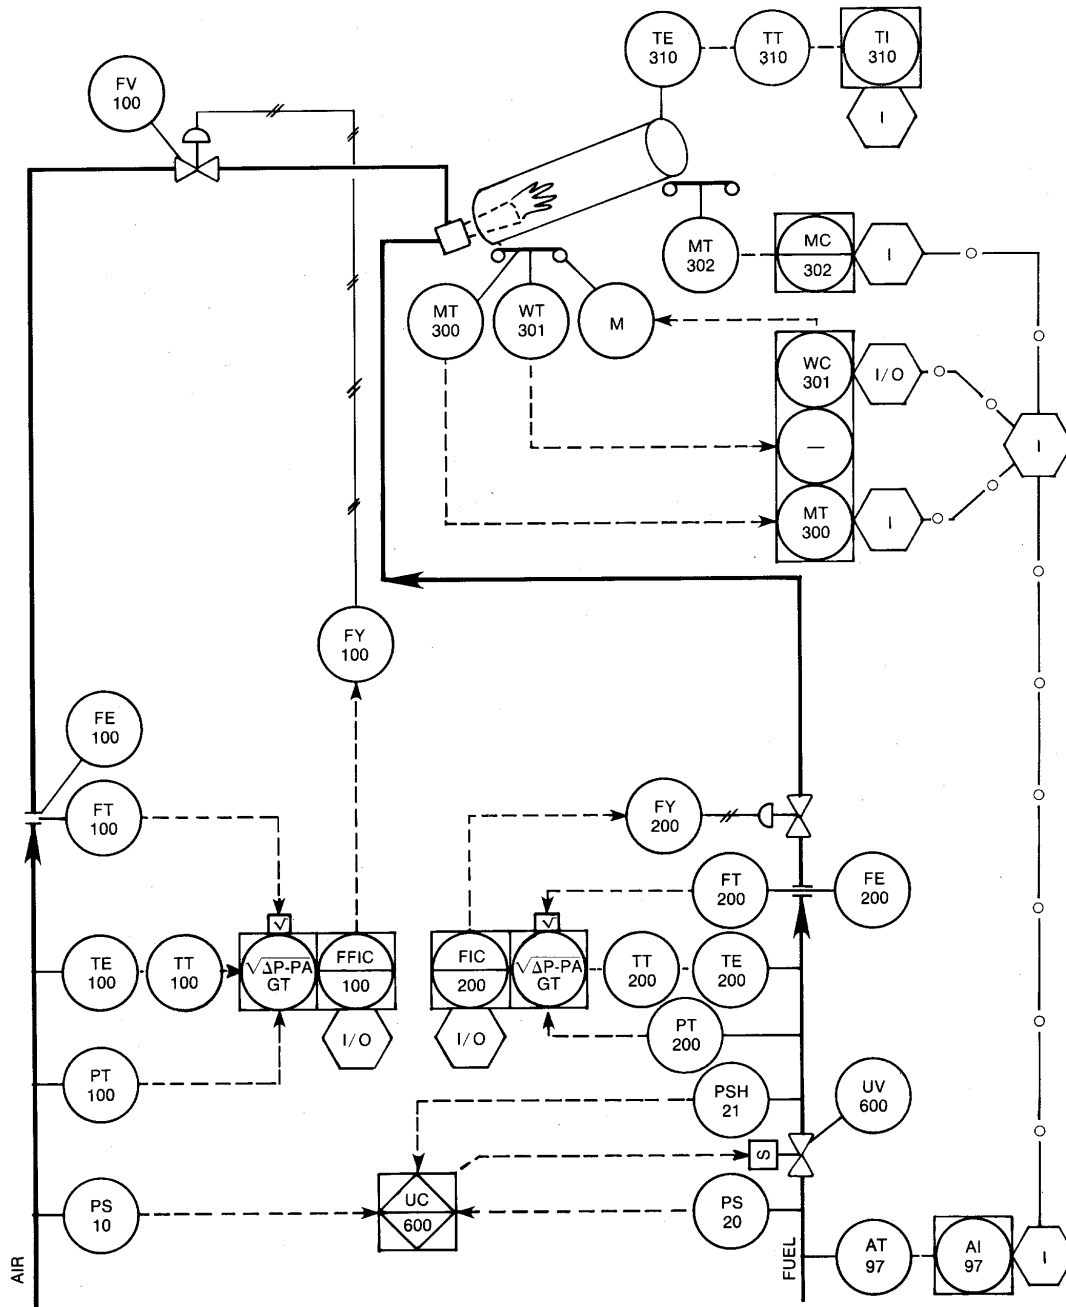 TE
310
TT
310
TI
310
I
FV
100
MT
302
MC
302
I
MT
300
WT
301
M
WC
301
I/O
—
I
MT
300
I
FY
100
FE
100
FT
100
FY
200
FT
200
FE
200
√
√
TE
100
TT
100
√ΔP-PA
GT
FFIC
100
FIC
200
√ΔP-PA
GT
TT
200
TE
200
I/O
I/O
PT
200
PT
100
PSH
21
UV
600
S
PS
10
UC
600
PS
20
AIR
FUEL
AT
97
AI
97
I